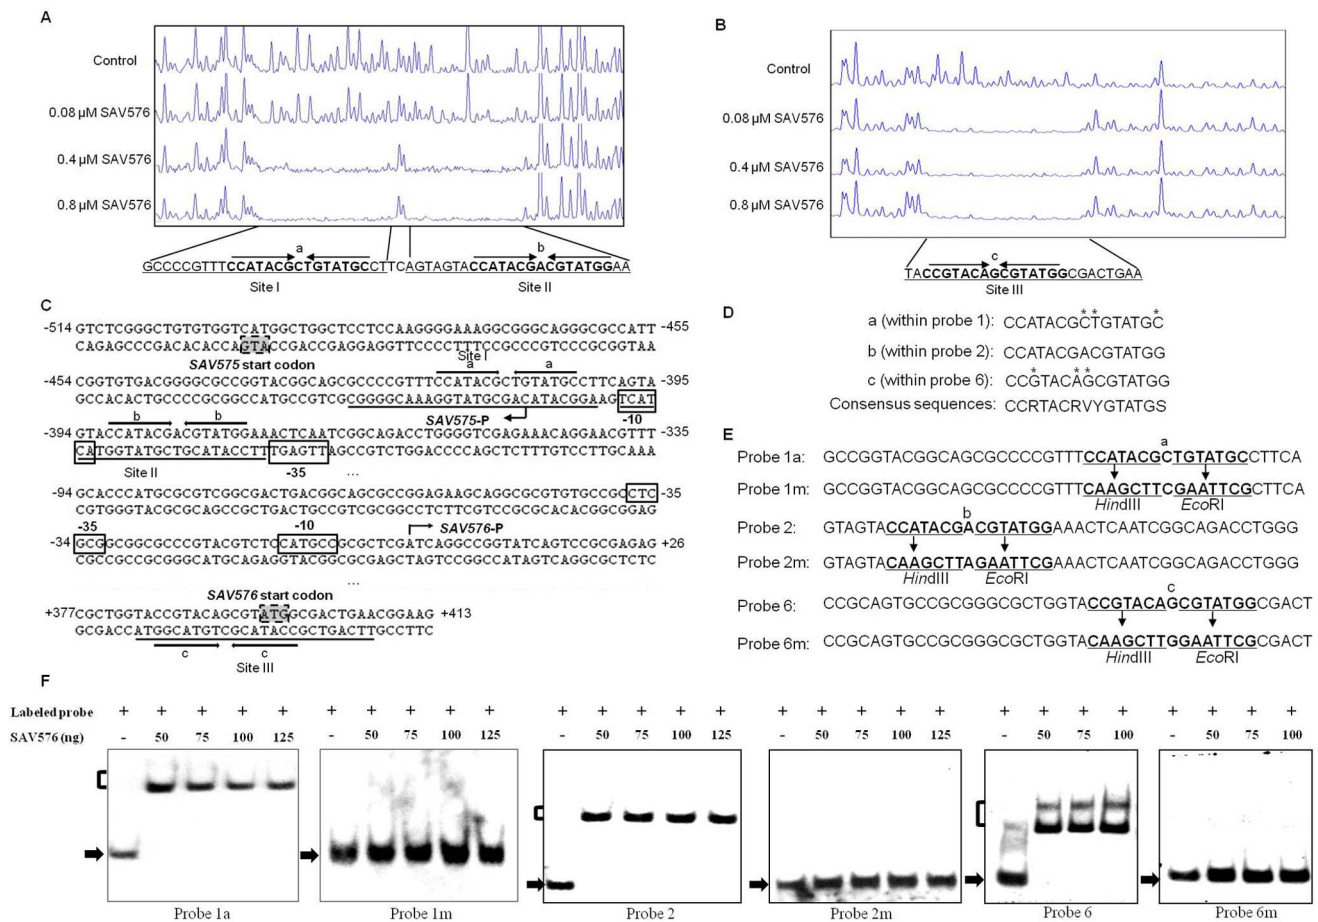 A
Control
0.08 µM SAV576
0.4 µM SAV576
0.8 µM SAV576
a
b
GCCCCGTTTCCATACGCTGTATGCCTTCAGTAGTACCATACGACGTATGGAA
Site I
Site II
B
Control
0.08 µM SAV576
0.4 µM SAV576
0.8 µM SAV576
c
TACCGTACAGCGTATGGCGACTGAA
Site III
C
-514 GTCTCGGGCTGTGTGGTCATGGCTGGCTCCTCCAAGGGGAAAGGCGGGCAGGGCGCCATT -455
CAGAGCCCGACACACCAGTACCGACCGAGGAGGTTCCCCTTTCCGCCCGTCCCGCGGTAA
SAV575 start codon
Site I
a a
-454 CGGTGTGACGGGGCGCCGGTACGGCAGCGCCCCGTTTCCATACGCTGTATGCCTTCAGTA -395
GCCACACTGCCCCGCGGCCATGCCGTCGCGGGGCAAAGGTATGCGACATACGGAAGTCAT
SAV575-P
-10
b b
-394 GTACCATACGACGTATGGAAACTCAATCGGCAGACCTGGGGTCGAGAAACAGGAACGTTT -335
CATGGTATGCTGCATACCTTTGAGTTAGCCGTCTGGACCCCAGCTCTTTGTCCTTGCAAA
Site II
-35
...
-94 GCACCCATGCGCGTCGGCGACTGACGGCAGCGCCGGAGAAGCAGGCGCGTGTGCCGCCTC -35
CGTGGGTACGCGCAGCCGCTGACTGCCGTCGCGGCCTCTTCGTCCGCGCACACGGCGGAG
-35
-10
SAV576-P
-34 GCGGCGGCGCCCGTACGTCTCCATGCCGCGCTCGATCAGGCCGGTATCAGTCCGCGAGAG +26
CGCCGCCGCGGGCATGCAGAGGTACGGCGCGAGCTAGTCCGGCCATAGTCAGGCGCTCTC
...
SAV576 start codon
+377 CGCTGGTACCGTACAGCGTATGGCGACTGAACGGAAG +413
GCGACCATGGCATGTCGCATACCGCTGACTTGCCTTC
c c
Site III
D
* * *
a (within probe 1): CCATACGCTGTATGC
b (within probe 2): CCATACGACGTATGG
* * *
c (within probe 6): CCGTACAGCGTATGG
Consensus sequences: CCRTACRVYGTATGS
E
a
Probe 1a: GCCGGTACGGCAGCGCCCCGTTTCCATACGCTGTATGCCTTCA
Probe 1m: GCCGGTACGGCAGCGCCCCGTTTCAAGCTTCGAATTCGCTTCA
HindIII EcoRI
b
Probe 2: GTAGTACCATACGACGTATGGAAACTCAATCGGCAGACCTGGG
Probe 2m: GTAGTACAAGCTTAGAATTCGAAACTCAATCGGCAGACCTGGG
HindIII EcoRI
c
Probe 6: CCGCAGTGCCGCGGGCGCTGGTACCGTACAGCGTATGGCGACT
Probe 6m: CCGCAGTGCCGCGGGCGCTGGTACAAGCTTGGAATTCGCGACT
HindIII EcoRI
F
Labeled probe + + + + + + + + + + + + + + + + + + + + + + + + + + + +
SAV576 (ng) - 50 75 100 125 - 50 75 100 125 - 50 75 100 125 - 50 75 100 125 - 50 75 100 - 50 75 100
Probe 1a
Probe 1m
Probe 2
Probe 2m
Probe 6
Probe 6m